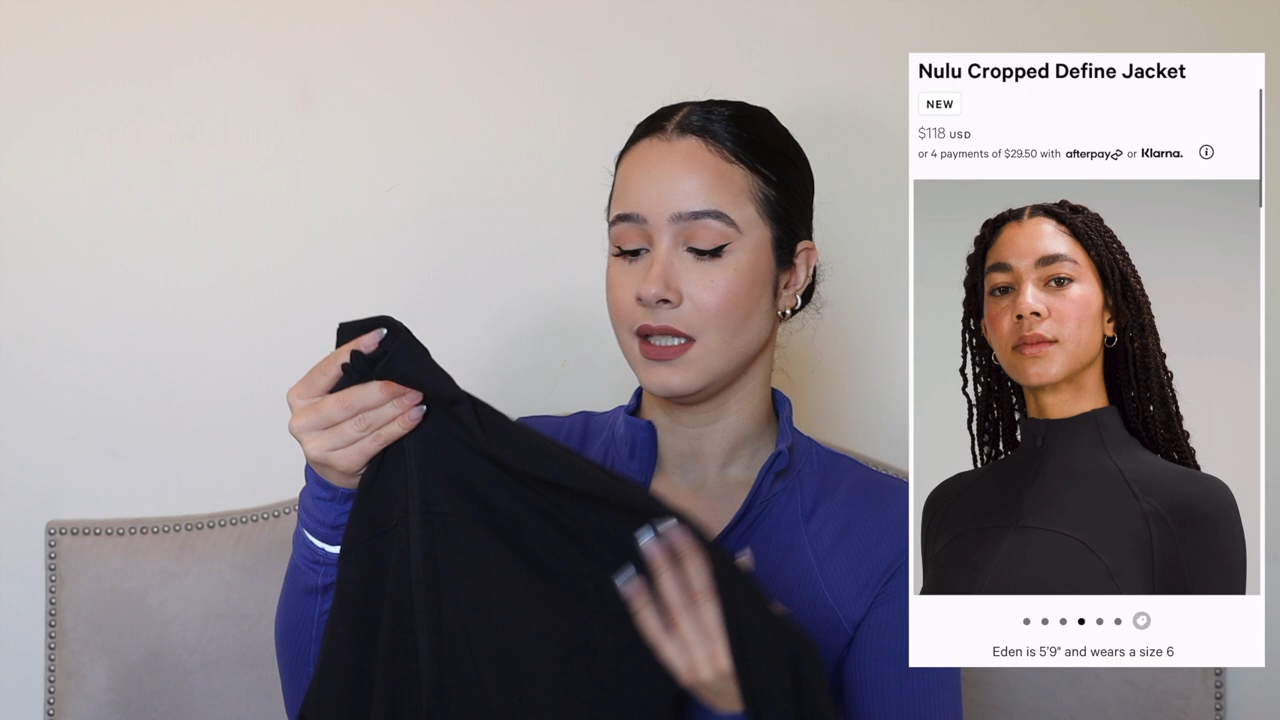 Nulu Cropped Define Jacket
NEW
$118 USD
or 4 payments of $29.50 with afterpay or Klarna.
Eden is 5'9" and wears a size 6